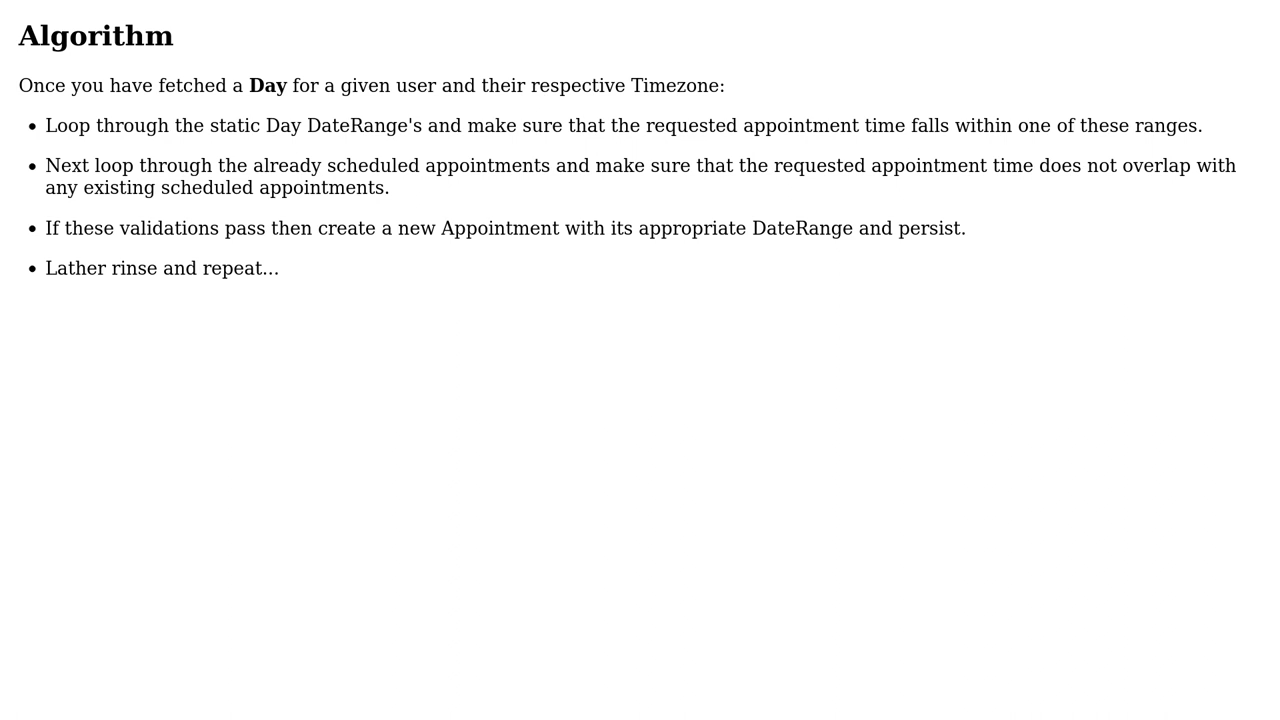 Algorithm
Once you have fetched a Day for a given user and their respective Timezone:
• Loop through the static Day DateRange's and make sure that the requested appointment time falls within one of these ranges.
• Next loop through the already scheduled appointments and make sure that the requested appointment time does not overlap with
any existing scheduled appointments.
• If these validations pass then create a new Appointment with its appropriate DateRange and persist.
• Lather rinse and repeat...